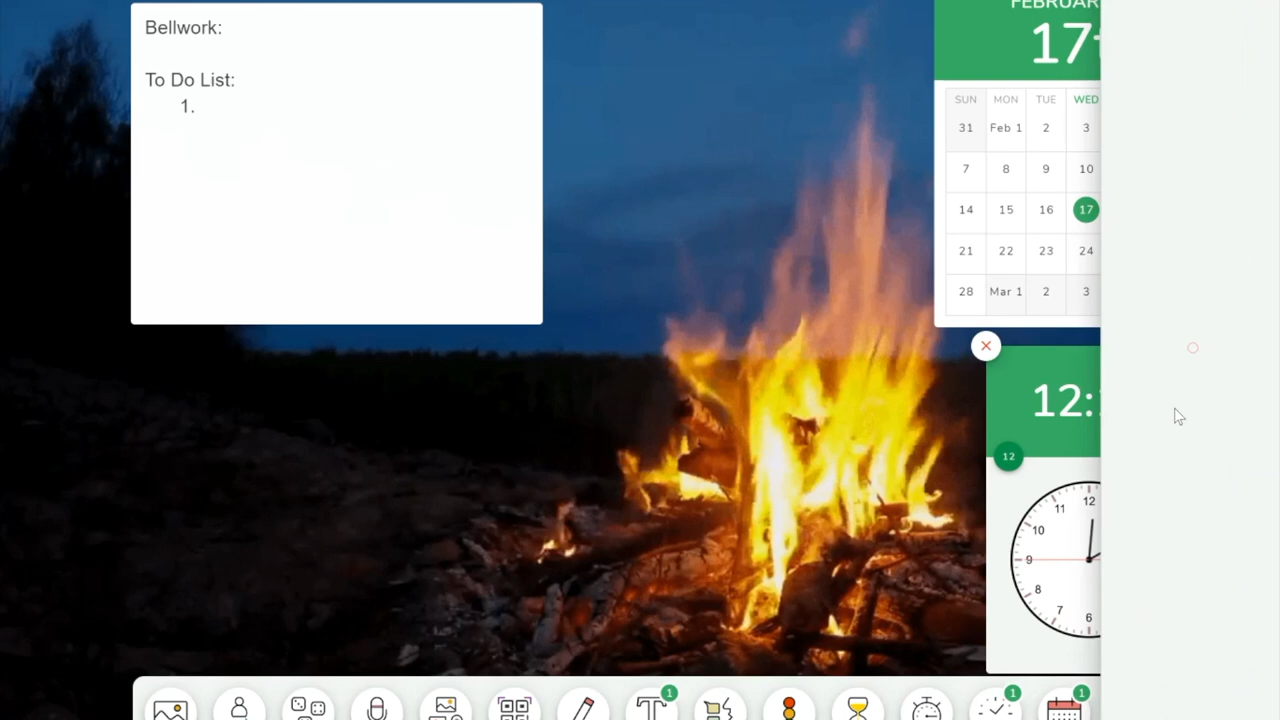 Bellwork:
To Do List:
1.
17
SUN MON TUE WED
31 Feb 1 2 3
7 8 9 10
14 15 16 17
21 22 23 24
28 Mar 1 2 3
12:
12
12
11
10
9
8
7
6
1 1 1